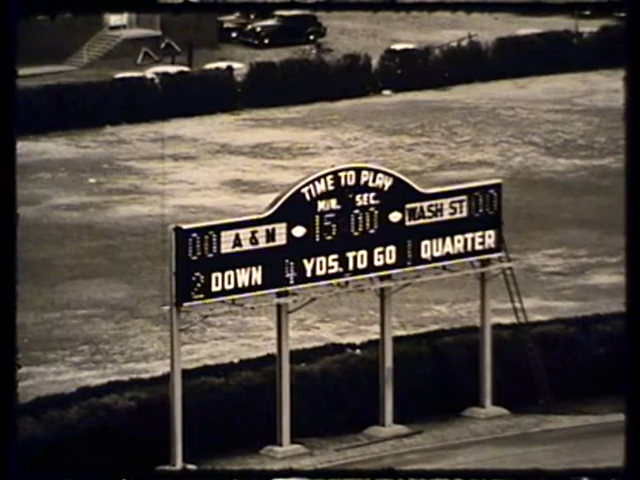 TIME TO PLAY
MIN. SEC.
00 A & M 15 00 WASH-ST 00
2 DOWN 4 YDS. TO GO 1 QUARTER